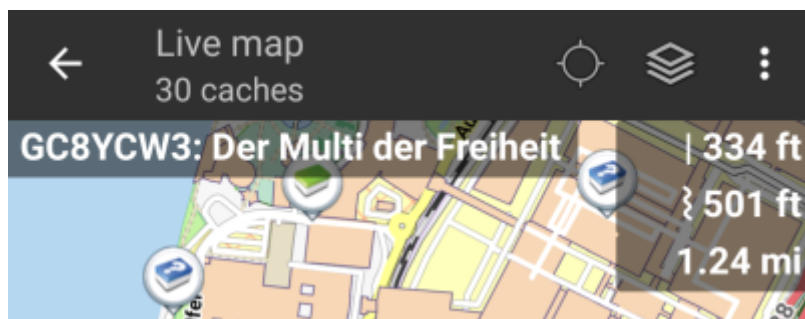 Live map
30 caches
GC8YCW3: Der Multi der Freiheit
| 334 ft
⌇ 501 ft
1.24 mi